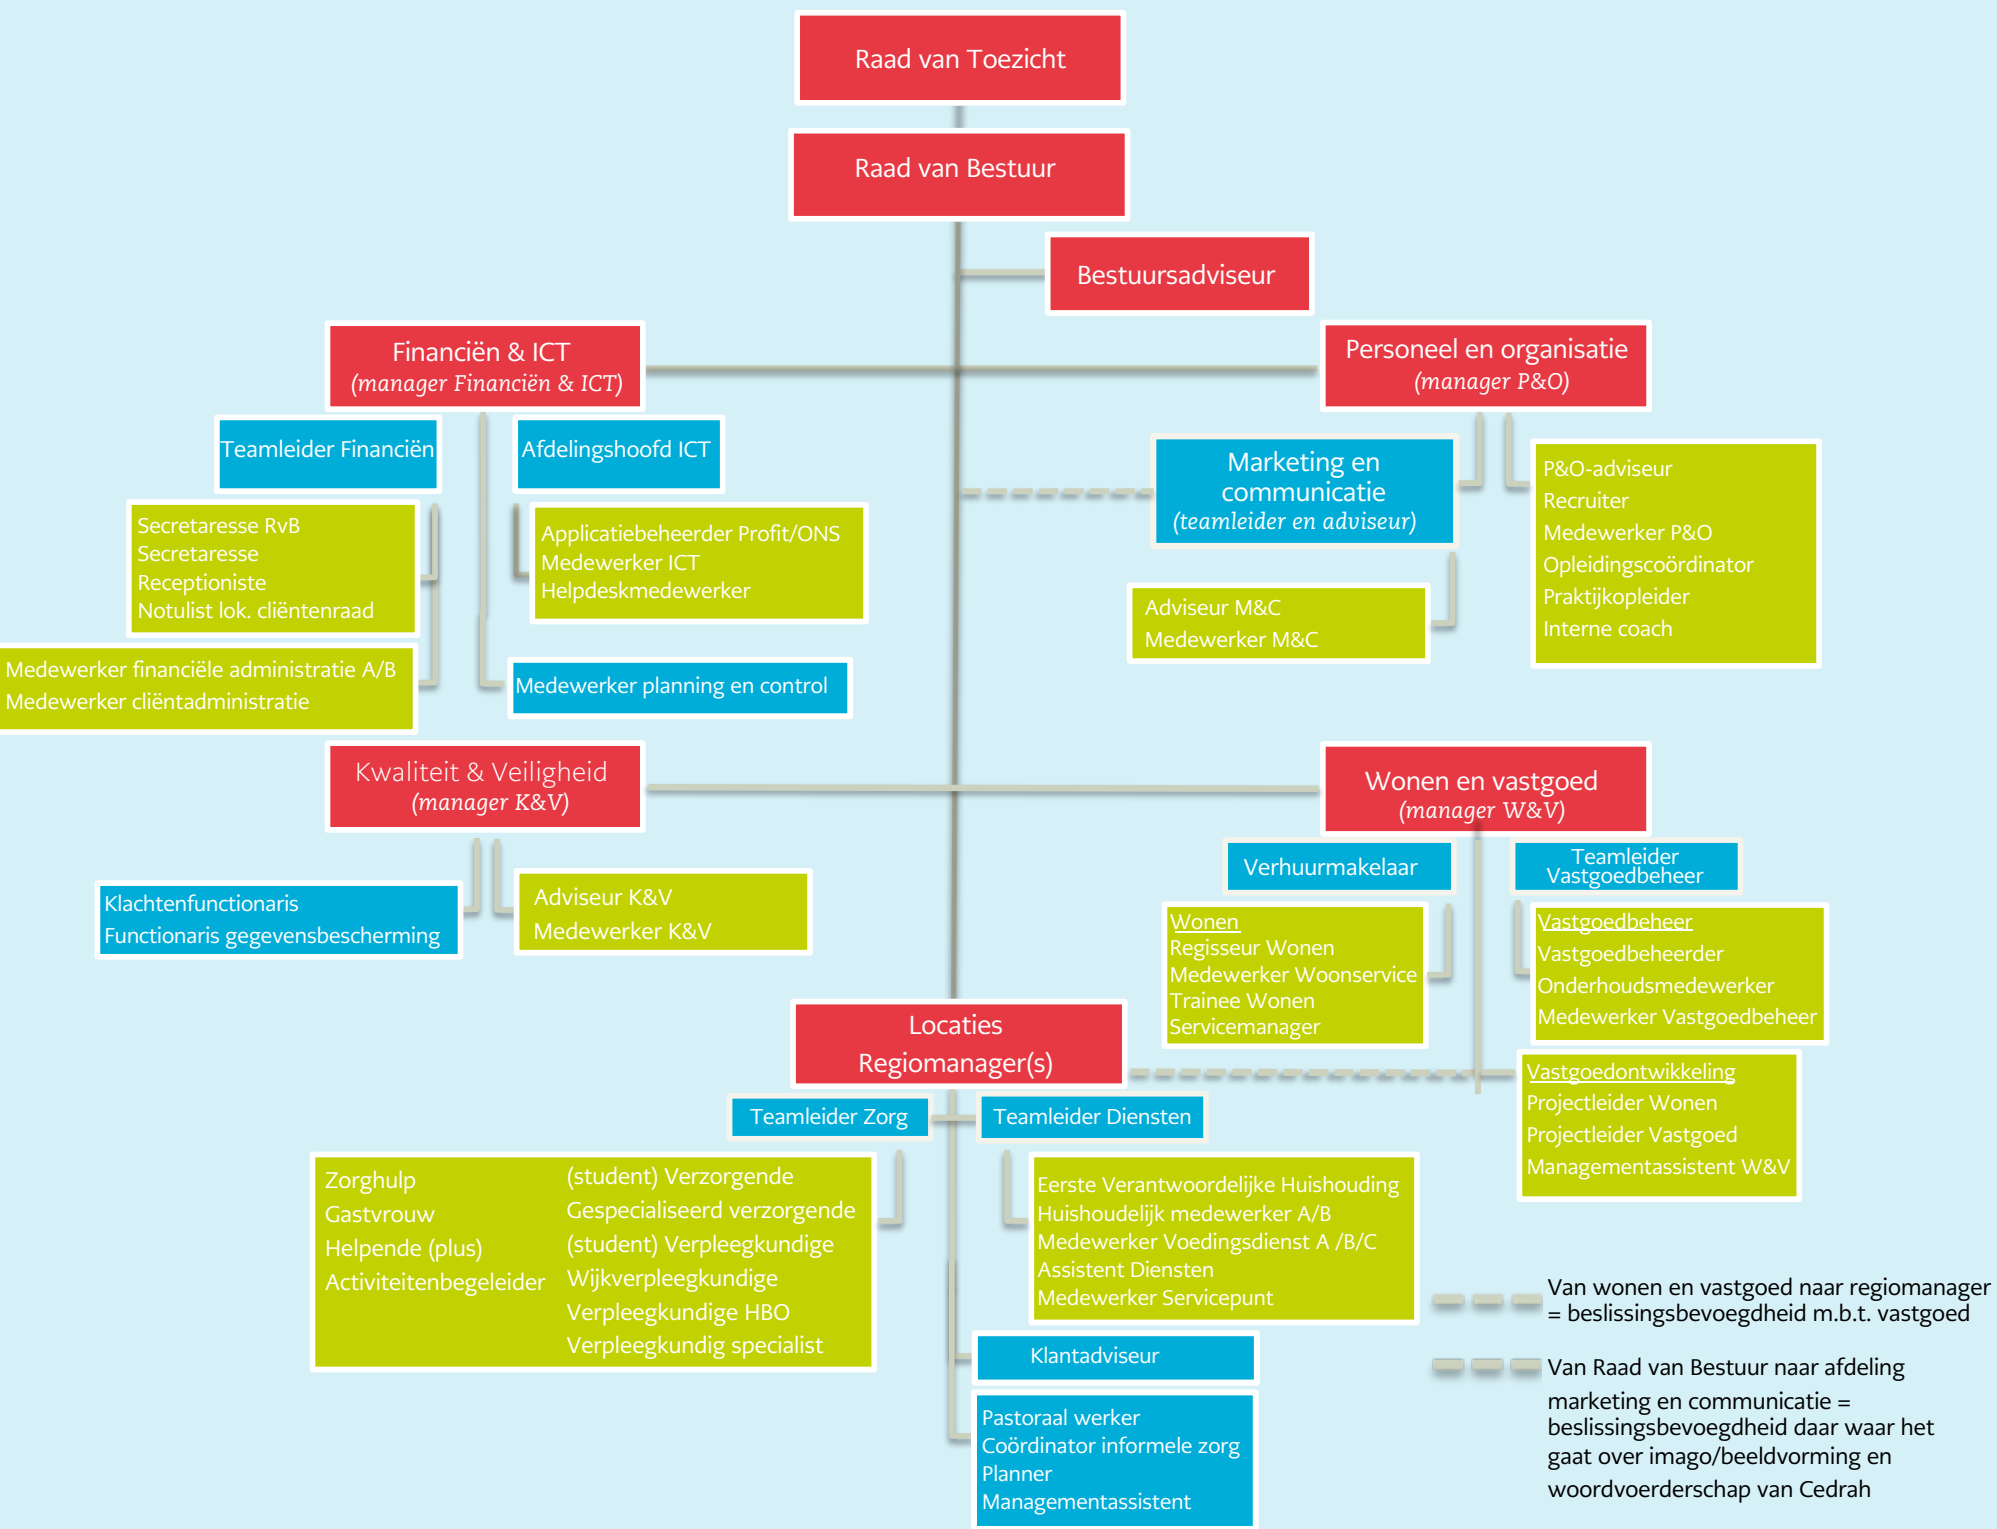 Raad van Toezicht
Raad van Bestuur
Bestuursadviseur
Financiën & ICT
(manager Financiën & ICT)
Personeel en organisatie
(manager P&O)
Teamleider Financiën
Afdelingshoofd ICT
Secretaresse RvB
Secretaresse
Receptioniste
Notulist lok. cliëntenraad
Applicatiebeheerder Profit/ONS
Medewerker ICT
Helpdeskmedewerker
Medewerker financiële administratie A/B
Medewerker cliëntadministratie
Medewerker planning en control
Marketing en
communicatie
(teamleider en adviseur)
P&O-adviseur
Recruiter
Medewerker P&O
Opleidingscoördinator
Praktijkopleider
Interne coach
Adviseur M&C
Medewerker M&C
Kwaliteit & Veiligheid
(manager K&V)
Wonen en vastgoed
(manager W&V)
Klachtenfunctionaris
Functionaris gegevensbescherming
Adviseur K&V
Medewerker K&V
Verhuurmakelaar
Teamleider
Vastgoedbeheer
Wonen
Regisseur Wonen
Medewerker Woonservice
Trainee Wonen
Servicemanager
Vastgoedbeheer
Vastgoedbeheerder
Onderhoudsmedewerker
Medewerker Vastgoedbeheer
Vastgoedontwikkeling
Projectleider Wonen
Projectleider Vastgoed
Managementassistent W&V
Locaties
Regiomanager(s)
Teamleider Zorg
Teamleider Diensten
Zorghulp
Gastvrouw
Helpende (plus)
Activiteitenbegeleider
(student) Verzorgende
Gespecialiseerd verzorgende
(student) Verpleegkundige
Wijkverpleegkundige
Verpleegkundige HBO
Verpleegkundig specialist
Eerste Verantwoordelijke Huishouding
Huishoudelijk medewerker A/B
Medewerker Voedingsdienst A /B/C
Assistent Diensten
Medewerker Servicepunt
Klantadviseur
Pastoraal werker
Coördinator informele zorg
Planner
Managementassistent
Van wonen en vastgoed naar regiomanager
= beslissingsbevoegdheid m.b.t. vastgoed
Van Raad van Bestuur naar afdeling
marketing en communicatie =
beslissingsbevoegdheid daar waar het
gaat over imago/beeldvorming en
woordvoerderschap van Cedrah